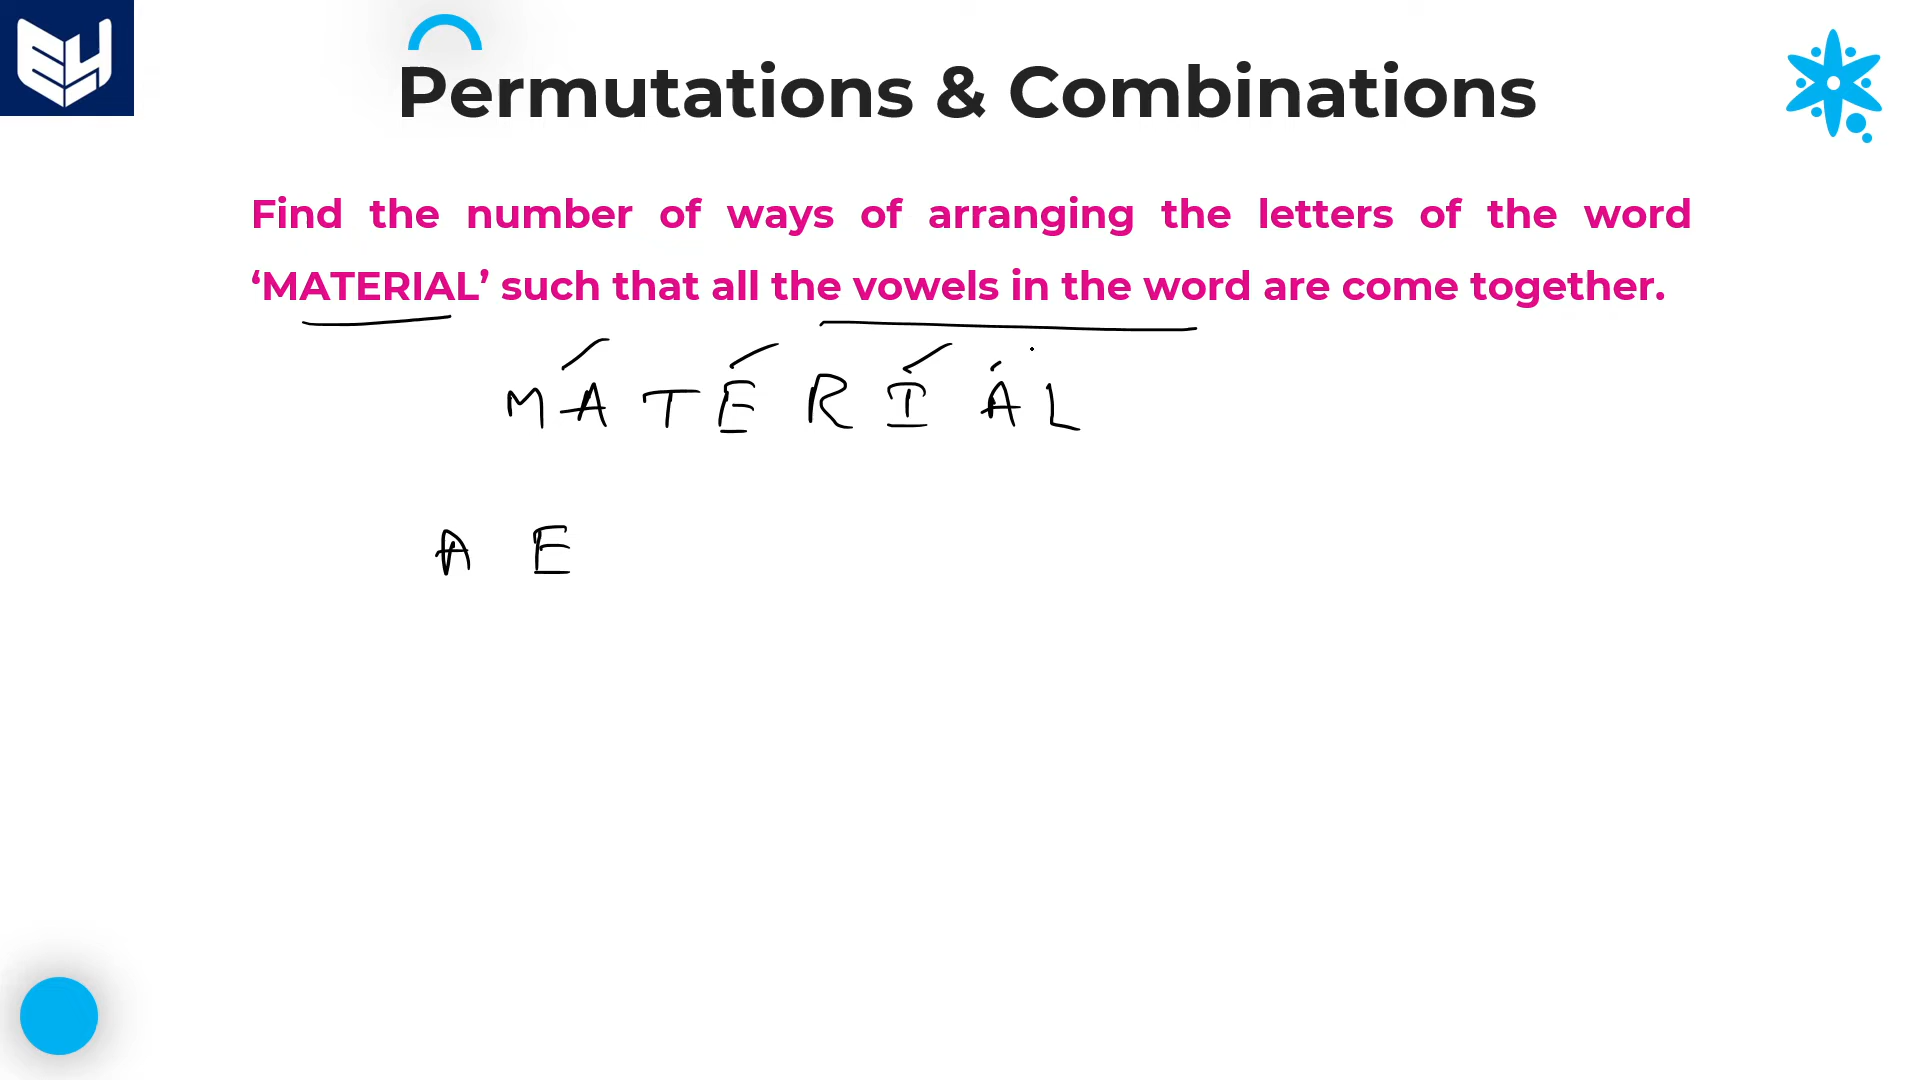 EY
Permutations & Combinations
Find the number of ways of arranging the letters of the word
‘MATERIAL’ such that all the vowels in the word are come together.
M A T E R I A L
A E